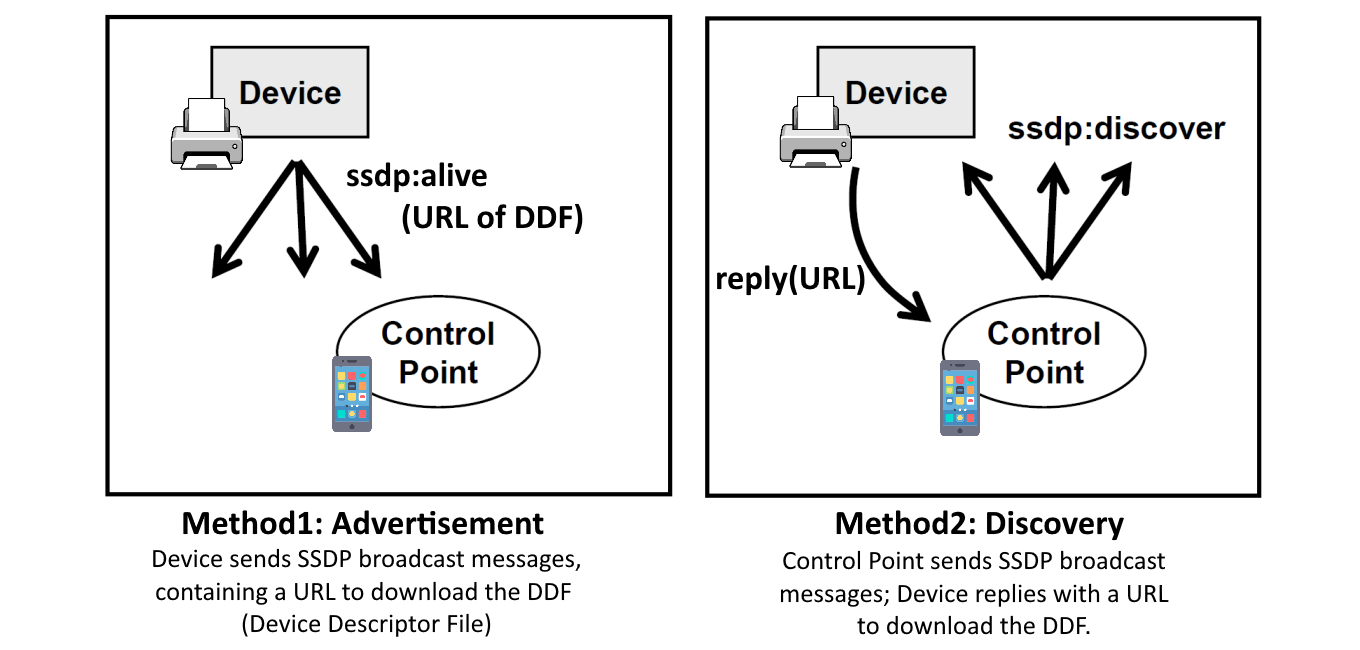 Device
ssdp:alive
(URL of DDF)
Control
Point
Method1: Advertisement
Device sends SSDP broadcast messages,
containing a URL to download the DDF
(Device Descriptor File)
Device
ssdp:discover
reply(URL)
Control
Point
Method2: Discovery
Control Point sends SSDP broadcast
messages; Device replies with a URL
to download the DDF.